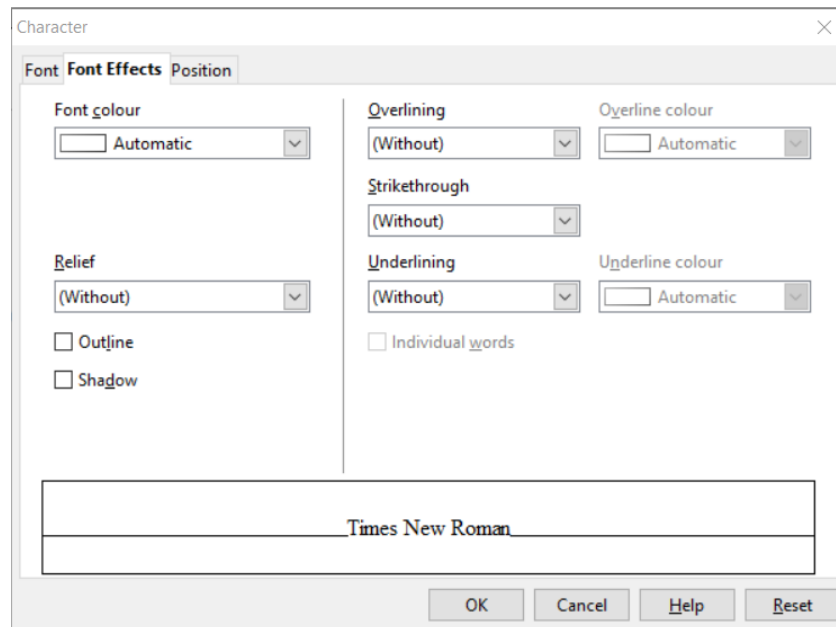 Character
Font Font Effects Position
Font colour
Automatic
Relief
(Without)
Outline
Shadow
Overlining
(Without)
Overline colour
Automatic
Strikethrough
(Without)
Underlining
(Without)
Underline colour
Automatic
Individual words
Times New Roman
OK Cancel Help Reset